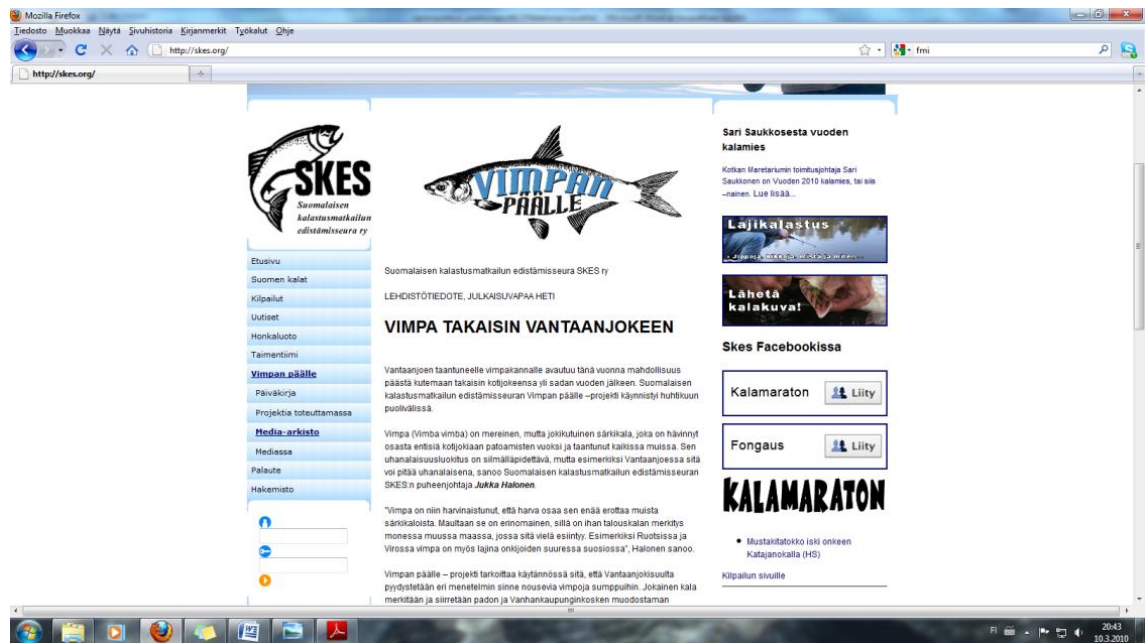 Mozilla Firefox
Tiedosto Muokkaa Näytä Sivuhistoria Kirjanmerkit Työkalut Ohje
http://skes.org/
fmi
http://skes.org/
SKES
Suomalaisen
kalastusmatkailun
edistämisseura ry
Etusivu
Suomen kalat
Kilpailut
Uutiset
Honkaluoto
Taimentiimi
Vimpan päälle
Päiväkirja
Projektia toteuttamassa
Media-arkisto
Mediassa
Palaute
Hakemisto
VIMPAN
PÄÄLLE
Suomalaisen kalastusmatkailun edistämisseura SKES ry
LEHDISTÖTIEDOTE, JULKAISUVAPAA HETI
VIMPA TAKAISIN VANTAANJOKEEN
Vantaanjoen taantuneelle vimpakannalle avautuu tänä vuonna mahdollisuus
päästä kutemaan takaisin kotijokeensa yli sadan vuoden jälkeen. Suomalaisen
kalastusmatkailun edistämisseuran Vimpan päälle –projekti käynnistyi huhtikuun
puolivälissä.
Vimpa (Vimba vimba) on mereinen, mutta jokikutuinen särkikala, joka on hävinnyt
osasta entisiä kotijokiaan patoamisten vuoksi ja taantunut kaikissa muissa. Sen
uhanalaisuusluokitus on silmälläpidettävä, mutta esimerkiksi Vantaanjoessa sitä
voi pitää uhanalaisena, sanoo Suomalaisen kalastusmatkailun edistämisseuran
SKES:n puheenjohtaja Jukka Halonen.
"Vimpa on niin harvinaistunut, että harva osaa sen enää erottaa muista
särkikaloista. Maultaan se on erinomainen, sillä on ihan talouskalan merkitys
monessa muussa maassa, jossa sitä vielä esiintyy. Esimerkiksi Ruotsissa ja
Virossa vimpa on myös lajina onkijoiden suuressa suosiossa", Halonen sanoo.
Vimpan päälle – projekti tarkoittaa käytännössä sitä, että Vantaanjokisuulta
pyydystetään eri menetelmin sinne nousevia vimpoja sumppuihin. Jokainen kala
merkitään ja siirretään padon ja Vanhankaupunginkosken muodostaman
Sari Saukkosesta vuoden
kalamies
Kotkan Maretariumin toimitusjohtaja Sari
Saukkonen on Vuoden 2010 kalamies, tai siis
–nainen. Lue lisää...
Lajikalastus
Lähetä
kalakuva!
Skes Facebookissa
Kalamaraton Liity
Fongaus Liity
KALAMARATON
Mustakitatokko iski onkeen
Katajanokalla (HS)
Kilpailun sivuille
FI
20:43
10.3.2010